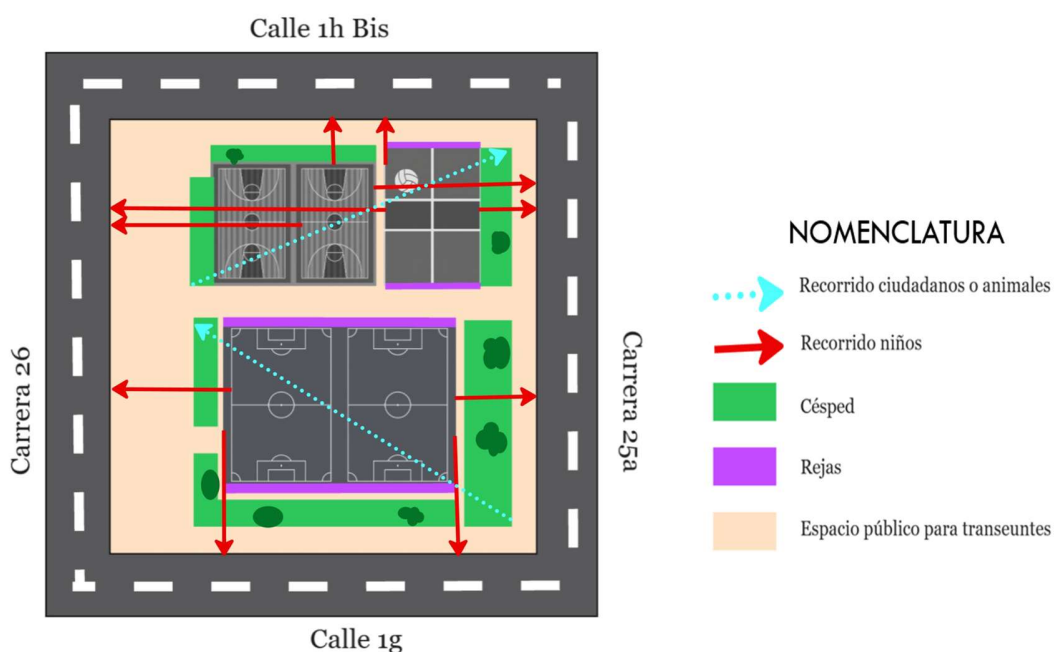 Calle 1h Bis
Carrera 26
Carrera 25a
Calle 1g
NOMENCLATURA
Recorrido ciudadanos o animales
Recorrido niños
Césped
Rejas
Espacio público para transeuntes